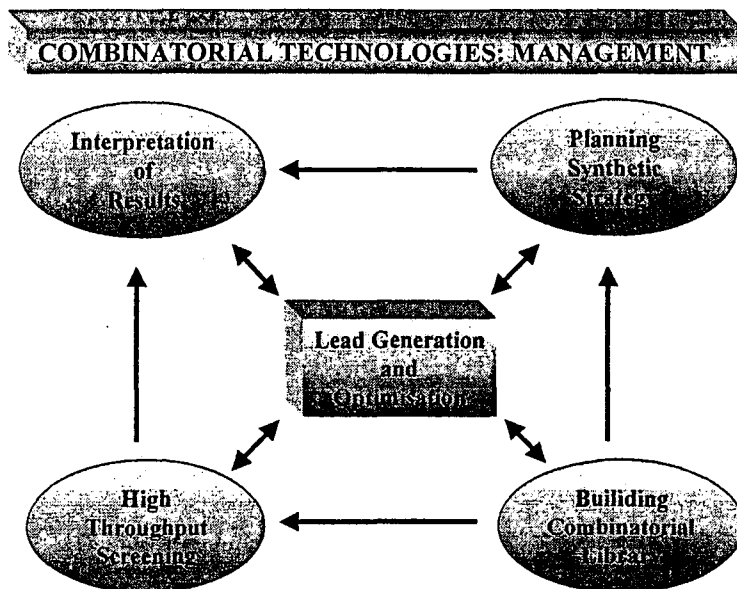 COMBINATORIAL TECHNOLOGIES: MANAGEMENT
Interpretation
of
Results
Planning
Synthetic
Strategy
Lead Generation
and
Optimisation
High
Throughput
Screening
Builiding
Combinatorial
Library